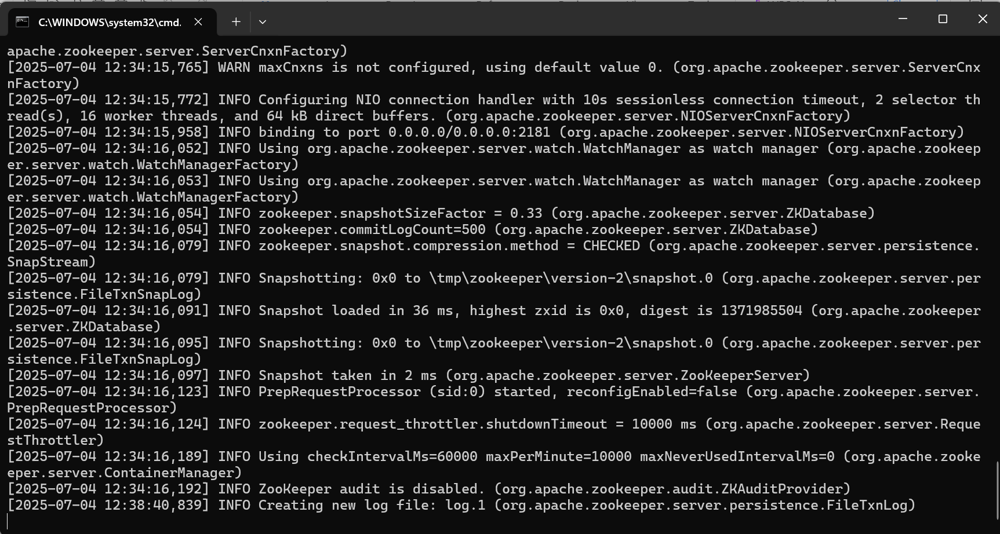 C:\WINDOWS\system32\cmd.
apache.zookeeper.server.ServerCnxnFactory)
[2025-07-04 12:34:15,765] WARN maxCnxns is not configured, using default value 0. (org.apache.zookeeper.server.ServerCnx
nFactory)
[2025-07-04 12:34:15,772] INFO Configuring NIO connection handler with 10s sessionless connection timeout, 2 selector th
read(s), 16 worker threads, and 64 kB direct buffers. (org.apache.zookeeper.server.NIOServerCnxnFactory)
[2025-07-04 12:34:15,958] INFO binding to port 0.0.0.0/0.0.0.0:2181 (org.apache.zookeeper.server.NIOServerCnxnFactory)
[2025-07-04 12:34:16,052] INFO Using org.apache.zookeeper.server.watch.WatchManager as watch manager (org.apache.zookeep
er.server.watch.WatchManagerFactory)
[2025-07-04 12:34:16,053] INFO Using org.apache.zookeeper.server.watch.WatchManager as watch manager (org.apache.zookeep
er.server.watch.WatchManagerFactory)
[2025-07-04 12:34:16,054] INFO zookeeper.snapshotSizeFactor = 0.33 (org.apache.zookeeper.server.ZKDatabase)
[2025-07-04 12:34:16,054] INFO zookeeper.commitLogCount=500 (org.apache.zookeeper.server.ZKDatabase)
[2025-07-04 12:34:16,079] INFO zookeeper.snapshot.compression.method = CHECKED (org.apache.zookeeper.server.persistence.
SnapStream)
[2025-07-04 12:34:16,079] INFO Snapshotting: 0x0 to \tmp\zookeeper\version-2\snapshot.0 (org.apache.zookeeper.server.per
sistence.FileTxnSnapLog)
[2025-07-04 12:34:16,091] INFO Snapshot loaded in 36 ms, highest zxid is 0x0, digest is 1371985504 (org.apache.zookeeper
.server.ZKDatabase)
[2025-07-04 12:34:16,095] INFO Snapshotting: 0x0 to \tmp\zookeeper\version-2\snapshot.0 (org.apache.zookeeper.server.per
sistence.FileTxnSnapLog)
[2025-07-04 12:34:16,097] INFO Snapshot taken in 2 ms (org.apache.zookeeper.server.ZooKeeperServer)
[2025-07-04 12:34:16,123] INFO PrepRequestProcessor (sid:0) started, reconfigEnabled=false (org.apache.zookeeper.server.
PrepRequestProcessor)
[2025-07-04 12:34:16,124] INFO zookeeper.request_throttler.shutdownTimeout = 10000 ms (org.apache.zookeeper.server.Reque
stThrottler)
[2025-07-04 12:34:16,189] INFO Using checkIntervalMs=60000 maxPerMinute=10000 maxNeverUsedIntervalMs=0 (org.apache.zooke
eper.server.ContainerManager)
[2025-07-04 12:34:16,192] INFO ZooKeeper audit is disabled. (org.apache.zookeeper.audit.ZKAuditProvider)
[2025-07-04 12:38:40,839] INFO Creating new log file: log.1 (org.apache.zookeeper.server.persistence.FileTxnLog)